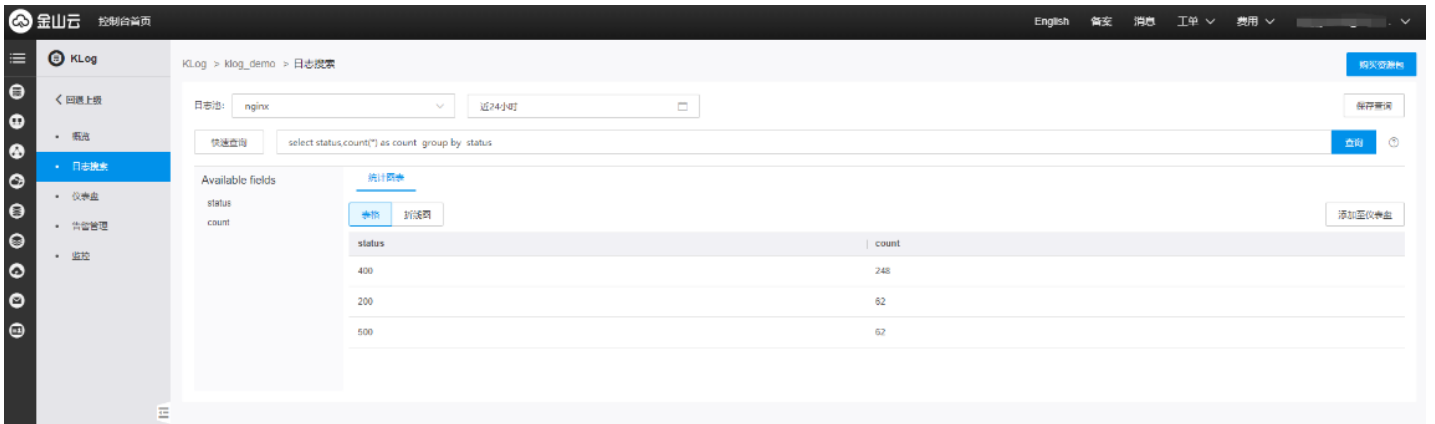 金山云 控制台首页 English 备案 消息 工单 费用
KLog
KLog > klog_demo > 日志搜索
购买资源包
回退上级
日志池: nginx 近24小时 保存查询
概览
快速查询 select status,count(*) as count group by status 查询
日志搜索
Available fields 统计图表
仪表盘
status
表格 折线图 添加至仪表盘
count
告警管理
status count
监控
400 248
200 62
500 62